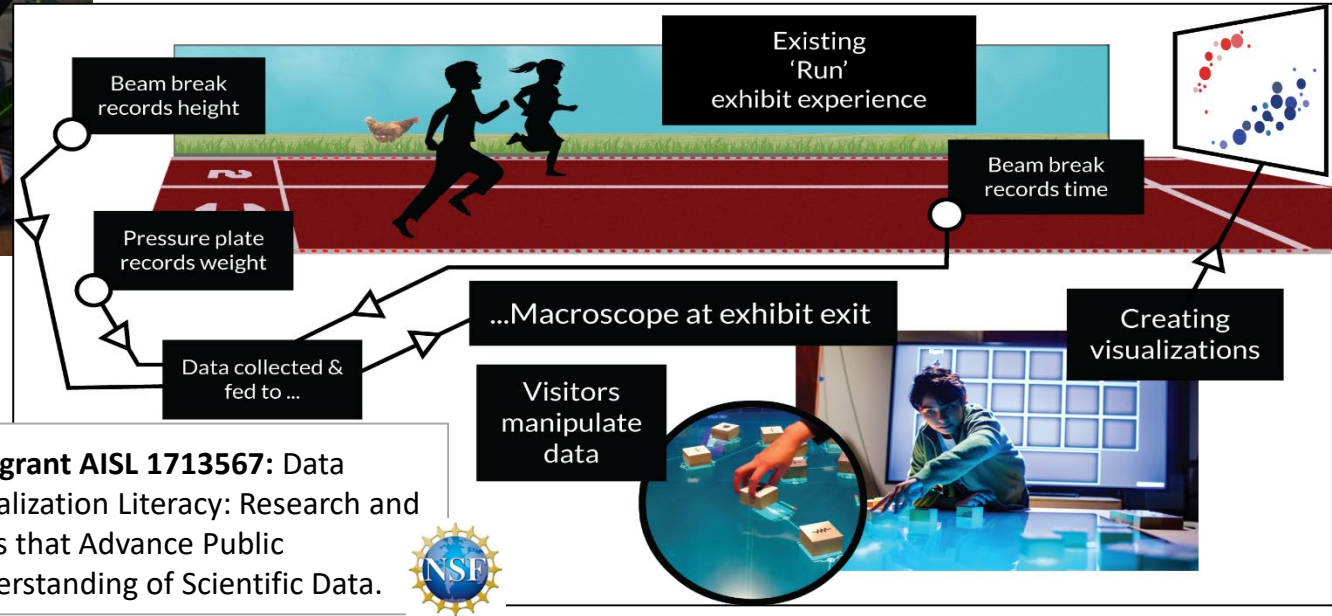 Existing
'Run'
exhibit experience
Beam break
records height
2
Beam break
records time
Pressure plate
records weight
...Macroscope at exhibit exit
Creating
visualizations
Data collected &
fed to ...
Visitors
manipulate
data
grant AISL 1713567: Data
Literacy: Research and
that Advance Public
of Scientific Data.
NSF